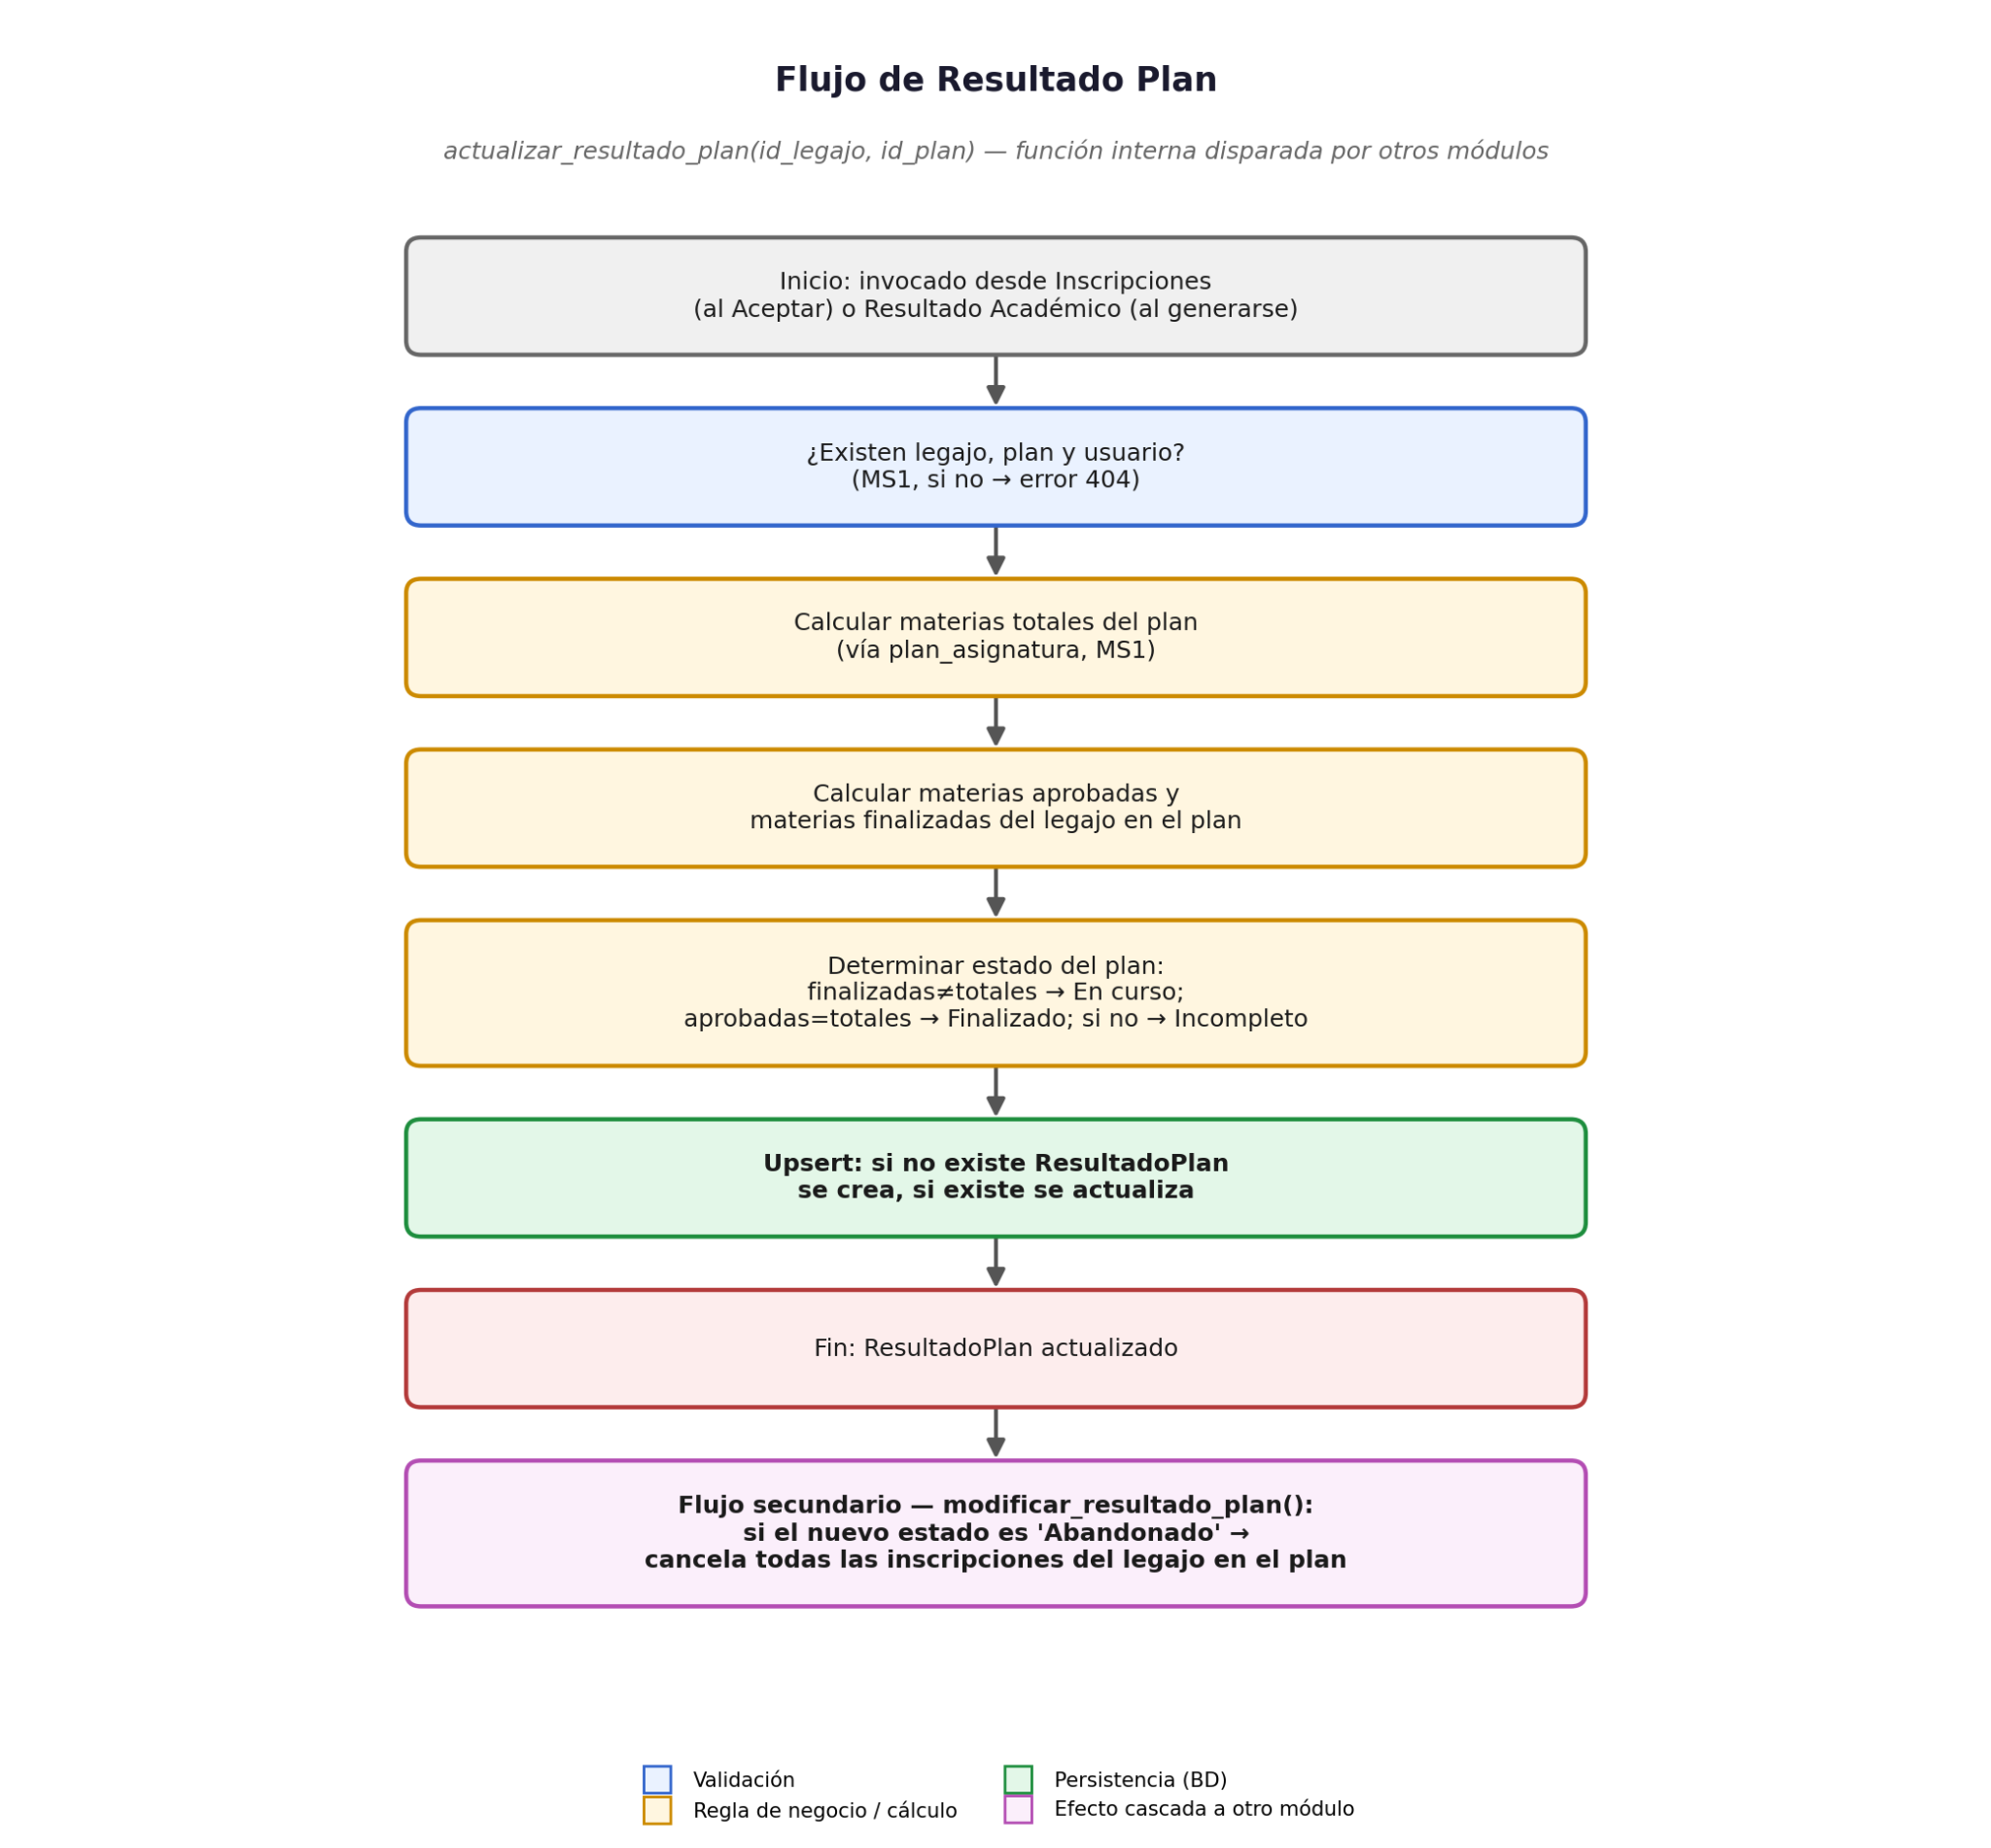 Flujo de Resultado Plan
actualizar_resultado_plan(id_legajo, id_plan) — función interna disparada por otros módulos
Inicio: invocado desde Inscripciones
(al Aceptar) o Resultado Académico (al generarse)
¿Existen legajo, plan y usuario?
(MS1, si no → error 404)
Calcular materias totales del plan
(vía plan_asignatura, MS1)
Calcular materias aprobadas y
materias finalizadas del legajo en el plan
Determinar estado del plan:
finalizadas≠totales → En curso;
aprobadas=totales → Finalizado; si no → Incompleto
Upsert: si no existe ResultadoPlan
se crea, si existe se actualiza
Fin: ResultadoPlan actualizado
Flujo secundario — modificar_resultado_plan():
si el nuevo estado es 'Abandonado' →
cancela todas las inscripciones del legajo en el plan
Validación
Regla de negocio / cálculo
Persistencia (BD)
Efecto cascada a otro módulo